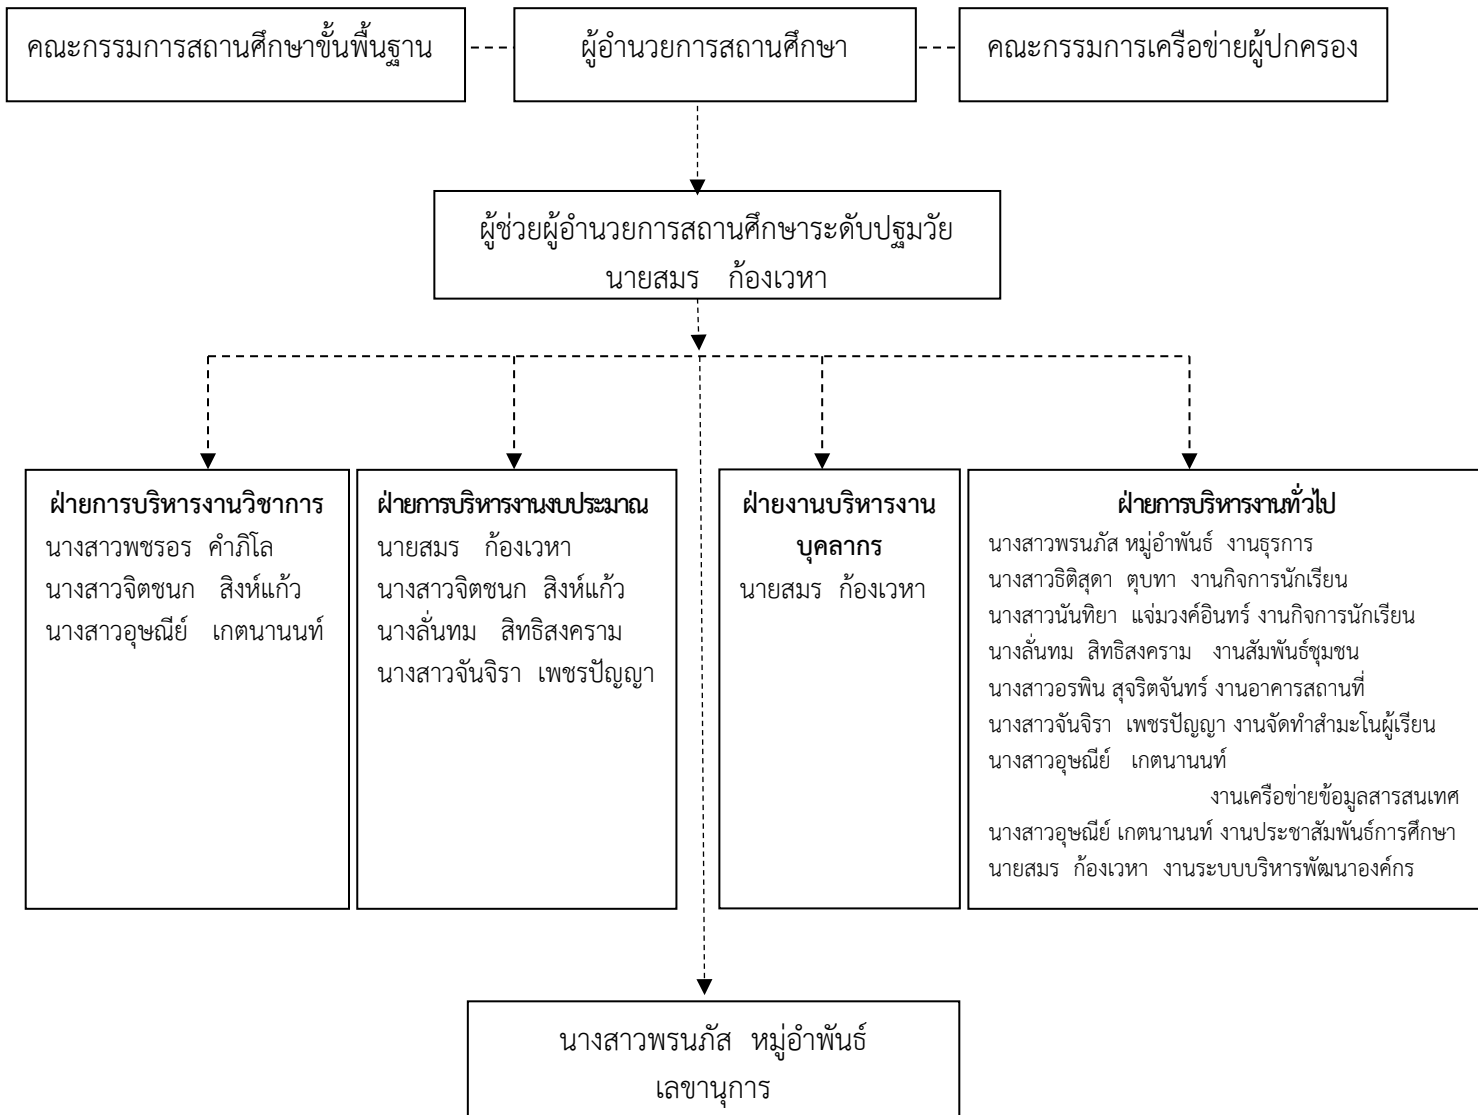 คณะกรรมการสถานศึกษาขั้นพื้นฐาน
ผู้อำนวยการสถานศึกษา
คณะกรรมการเครือข่ายผู้ปกครอง
ผู้ช่วยผู้อำนวยการสถานศึกษาระดับปฐมวัย
นายสมร ก้องเวหา
ฝ่ายการบริหารงานวิชาการ
นางสาวพชรอร คำภิโล
นางสาวจิตชนก สิงห์แก้ว
นางสาวอุษณีย์ เกตนานนท์
ฝ่ายการบริหารงานงบประมาณ
นายสมร ก้องเวหา
นางสาวจิตชนก สิงห์แก้ว
นางลั่นทม สิทธิสงคราม
นางสาวจันจิรา เพชรปัญญา
ฝ่ายงานบริหารงาน
บุคลากร
นายสมร ก้องเวหา
ฝ่ายการบริหารงานทั่วไป
นางสาวพรนภัส หมู่อำพันธ์ งานธุรการ
นางสาวธิติสุดา ตุบทา งานกิจการนักเรียน
นางสาวนันทิยา แจ่มวงค์อินทร์ งานกิจการนักเรียน
นางลั่นทม สิทธิสงคราม งานสัมพันธ์ชุมชน
นางสาวอรพิน สุจริตจันทร์ งานอาคารสถานที่
นางสาวจันจิรา เพชรปัญญา งานจัดทำสำมะโนผู้เรียน
นางสาวอุษณีย์ เกตนานนท์
งานเครือข่ายข้อมูลสารสนเทศ
นางสาวอุษณีย์ เกตนานนท์ งานประชาสัมพันธ์การศึกษา
นายสมร ก้องเวหา งานระบบบริหารพัฒนาองค์กร
นางสาวพรนภัส หมู่อำพันธ์
เลขานุการ